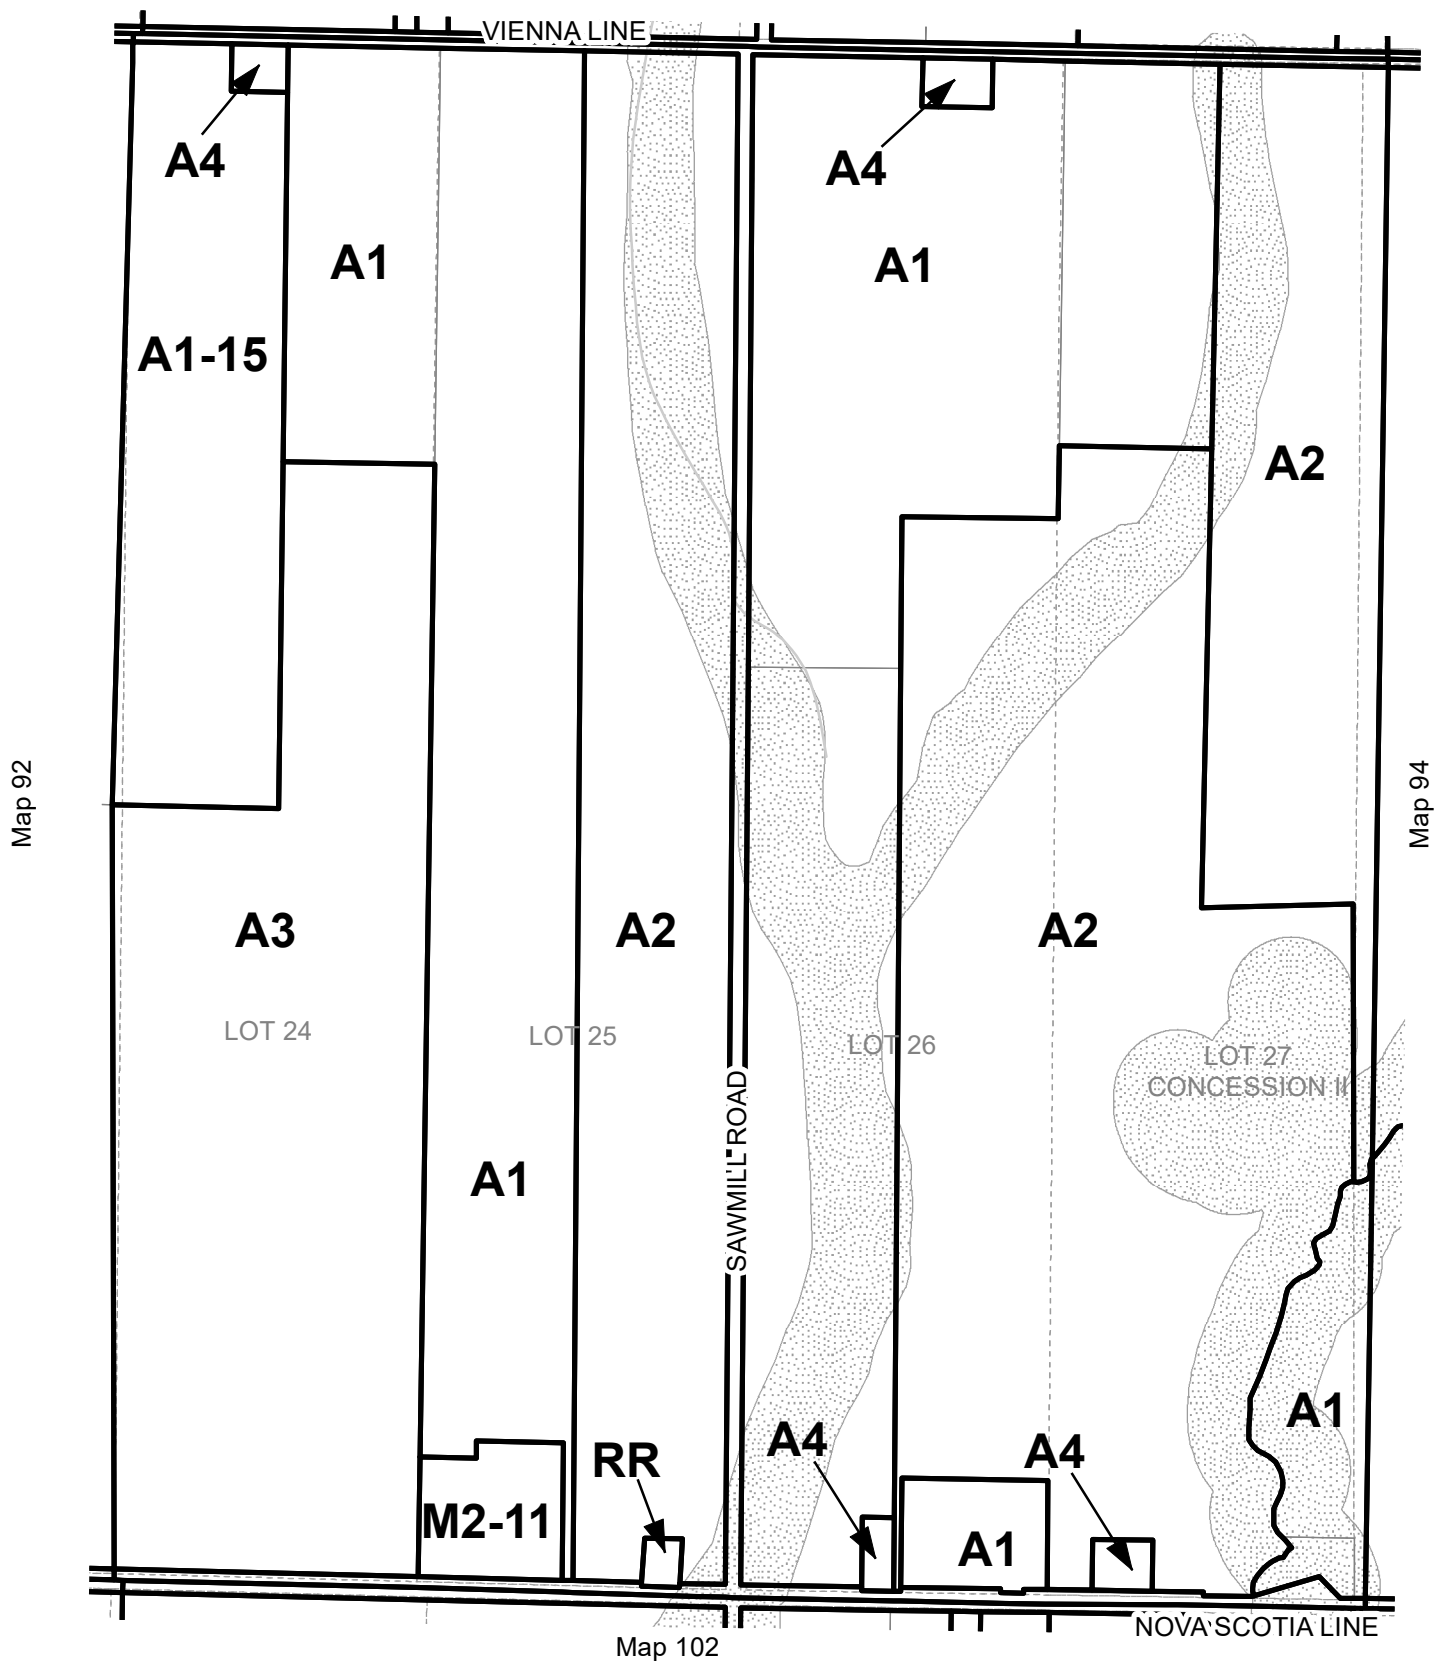 VIENNA LINE
A4
A4
A1
A1
A1-15
A2
Map 92
Map 94
A3
A2
A2
LOT 24
LOT 25
LOT 26
LOT 27
CONCESSION II
SAWMILL ROAD
A1
A1
A4
A4
RR
M2-11
A1
NOVA SCOTIA LINE
Map 102